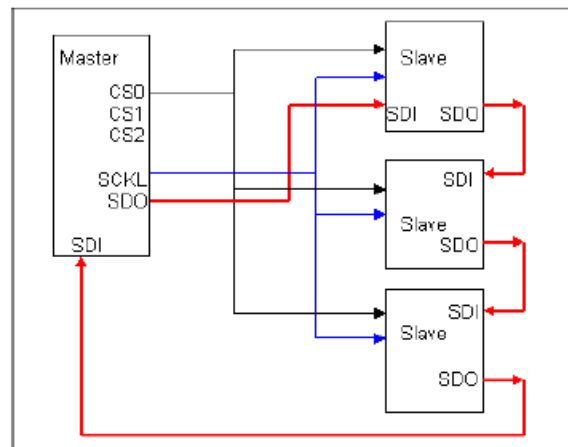 Master
CS0
CS1
CS2
SCKL
SDO
SDI
Slave
SDI SDO
SDI
Slave
SDO
SDI
Slave
SDO